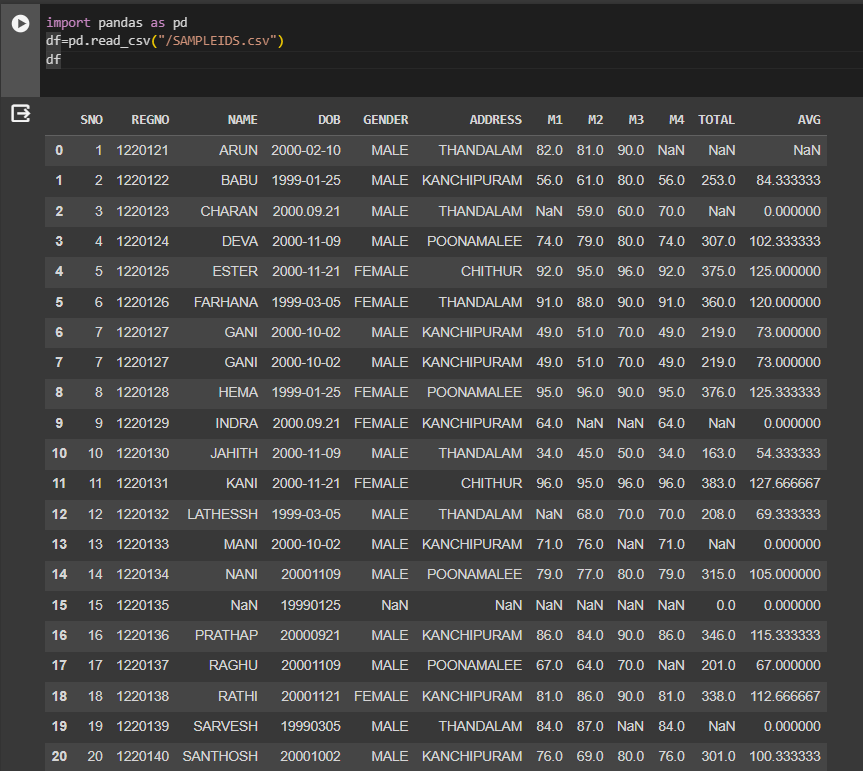 import pandas as pd
df=pd.read_csv("/SAMPLEIDS.csv")
df
SNO REGNO NAME DOB GENDER ADDRESS M1 M2 M3 M4 TOTAL AVG
0 1 1220121 ARUN 2000-02-10 MALE THANDALAM 82.0 81.0 90.0 NaN NaN NaN
1 2 1220122 BABU 1999-01-25 MALE KANCHIPURAM 56.0 61.0 80.0 56.0 253.0 84.333333
2 3 1220123 CHARAN 2000.09.21 MALE THANDALAM NaN 59.0 60.0 70.0 NaN 0.000000
3 4 1220124 DEVA 2000-11-09 MALE POONAMALEE 74.0 79.0 80.0 74.0 307.0 102.333333
4 5 1220125 ESTER 2000-11-21 FEMALE CHITHUR 92.0 95.0 96.0 92.0 375.0 125.000000
5 6 1220126 FARHANA 1999-03-05 FEMALE THANDALAM 91.0 88.0 90.0 91.0 360.0 120.000000
6 7 1220127 GANI 2000-10-02 MALE KANCHIPURAM 49.0 51.0 70.0 49.0 219.0 73.000000
7 7 1220127 GANI 2000-10-02 MALE KANCHIPURAM 49.0 51.0 70.0 49.0 219.0 73.000000
8 8 1220128 HEMA 1999-01-25 FEMALE POONAMALEE 95.0 96.0 90.0 95.0 376.0 125.333333
9 9 1220129 INDRA 2000.09.21 FEMALE KANCHIPURAM 64.0 NaN NaN 64.0 NaN 0.000000
10 10 1220130 JAHITH 2000-11-09 MALE THANDALAM 34.0 45.0 50.0 34.0 163.0 54.333333
11 11 1220131 KANI 2000-11-21 FEMALE CHITHUR 96.0 95.0 96.0 96.0 383.0 127.666667
12 12 1220132 LATHESSH 1999-03-05 MALE THANDALAM NaN 68.0 70.0 70.0 208.0 69.333333
13 13 1220133 MANI 2000-10-02 MALE KANCHIPURAM 71.0 76.0 NaN 71.0 NaN 0.000000
14 14 1220134 NANI 20001109 MALE POONAMALEE 79.0 77.0 80.0 79.0 315.0 105.000000
15 15 1220135 NaN 19990125 NaN NaN NaN NaN NaN NaN 0.0 0.000000
16 16 1220136 PRATHAP 20000921 MALE KANCHIPURAM 86.0 84.0 90.0 86.0 346.0 115.333333
17 17 1220137 RAGHU 20001109 MALE POONAMALEE 67.0 64.0 70.0 NaN 201.0 67.000000
18 18 1220138 RATHI 20001121 FEMALE KANCHIPURAM 81.0 86.0 90.0 81.0 338.0 112.666667
19 19 1220139 SARVESH 19990305 MALE THANDALAM 84.0 87.0 NaN 84.0 NaN 0.000000
20 20 1220140 SANTHOSH 20001002 MALE KANCHIPURAM 76.0 69.0 80.0 76.0 301.0 100.333333